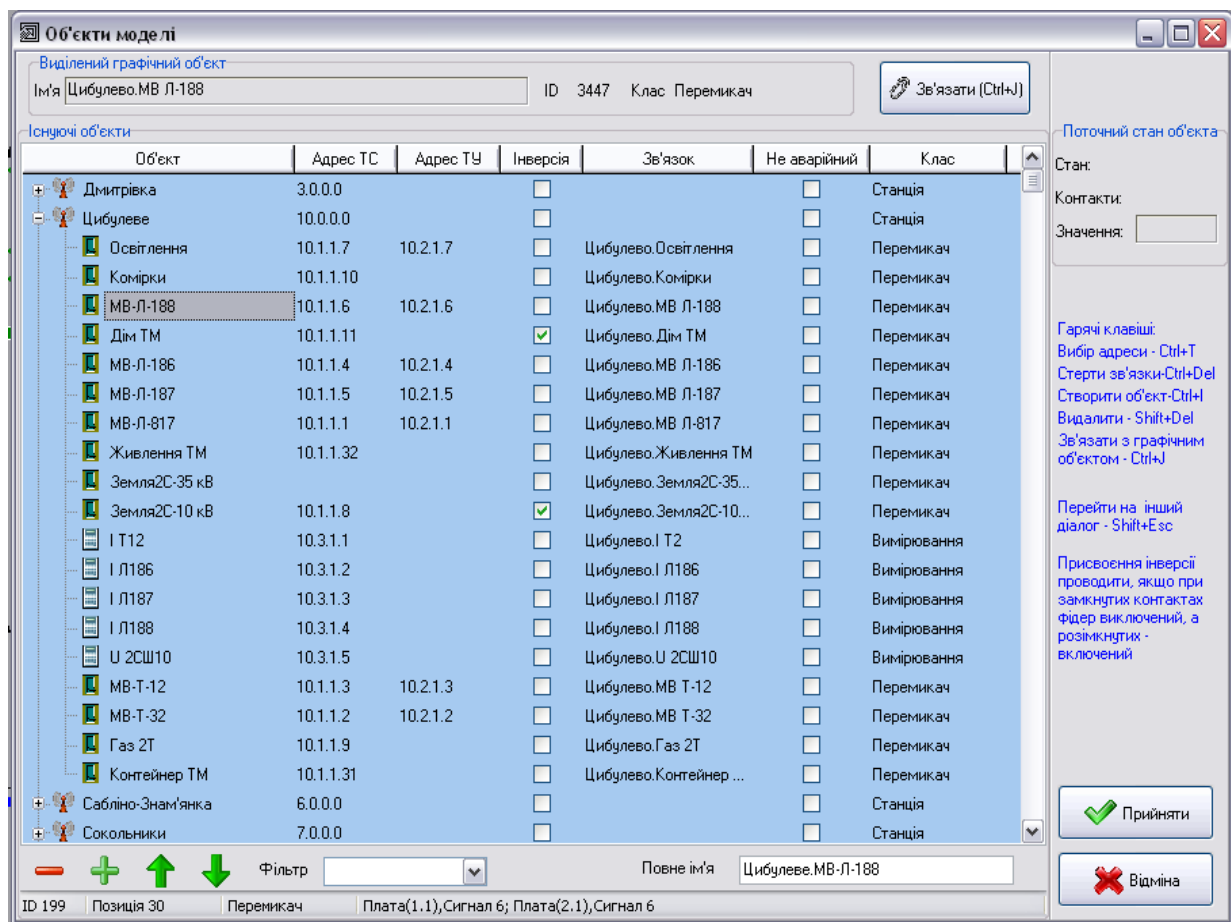 Об'єкти моделі
Виділений графічний об'єкт
Ім'я Цибулево.МВ Л-188 ID 3447 Клас Перемикач Зв'язати (Ctrl+J)
Існуючі об'єкти
Об'єкт Адрес ТС Адрес ТУ Інверсія Зв'язок Не аварійний Клас
Дмитрівка 3.0.0.0 Станція
Цибулеве 10.0.0.0 Станція
Освітлення 10.1.1.7 10.2.1.7 Цибулево.Освітлення Перемикач
Комірки 10.1.1.10 Цибулево.Комірки Перемикач
МВ-Л-188 10.1.1.6 10.2.1.6 Цибулево.МВ Л-188 Перемикач
Дім ТМ 10.1.1.11 Цибулево.Дім ТМ Перемикач
МВ-Л-186 10.1.1.4 10.2.1.4 Цибулево.МВ Л-186 Перемикач
МВ-Л-187 10.1.1.5 10.2.1.5 Цибулево.МВ Л-187 Перемикач
МВ-Л-817 10.1.1.1 10.2.1.1 Цибулево.МВ Л-817 Перемикач
Живлення ТМ 10.1.1.32 Цибулево.Живлення ТМ Перемикач
Земля2С-35 кВ Цибулево.Земля2С-35... Перемикач
Земля2С-10 кВ 10.1.1.8 Цибулево.Земля2С-10... Перемикач
І Т12 10.3.1.1 Цибулево.І Т2 Вимірювання
І Л186 10.3.1.2 Цибулево.І Л186 Вимірювання
І Л187 10.3.1.3 Цибулево.І Л187 Вимірювання
І Л188 10.3.1.4 Цибулево.І Л188 Вимірювання
U 2СШ10 10.3.1.5 Цибулево.U 2СШ10 Вимірювання
МВ-Т-12 10.1.1.3 10.2.1.3 Цибулево.МВ Т-12 Перемикач
МВ-Т-32 10.1.1.2 10.2.1.2 Цибулево.МВ Т-32 Перемикач
Газ 2Т 10.1.1.9 Цибулево.Газ 2Т Перемикач
Контейнер ТМ 10.1.1.31 Цибулево.Контейнер ... Перемикач
Сабліно-Знам'янка 6.0.0.0 Станція
Сокольники 7.0.0.0 Станція
Фільтр Повне ім'я Цибулеве.МВ-Л-188
ID 199 Позиція 30 Перемикач Плата(1.1),Сигнал 6; Плата(2.1),Сигнал 6
Поточний стан об'єкта
Стан:
Контакти:
Значення:
Гарячі клавіші:
Вибір адреси - Ctrl+T
Стерти зв'язки-Ctrl+Del
Створити об'єкт-Ctrl+I
Видалити - Shift+Del
Зв'язати з графічним
об'єктом - Ctrl+J
Перейти на інший
діалог - Shift+Esc
Присвоєння інверсії
проводити, якщо при
замкнутих контактах
фідер виключений, а
розімкнутих -
включений
Прийняти
Відміна